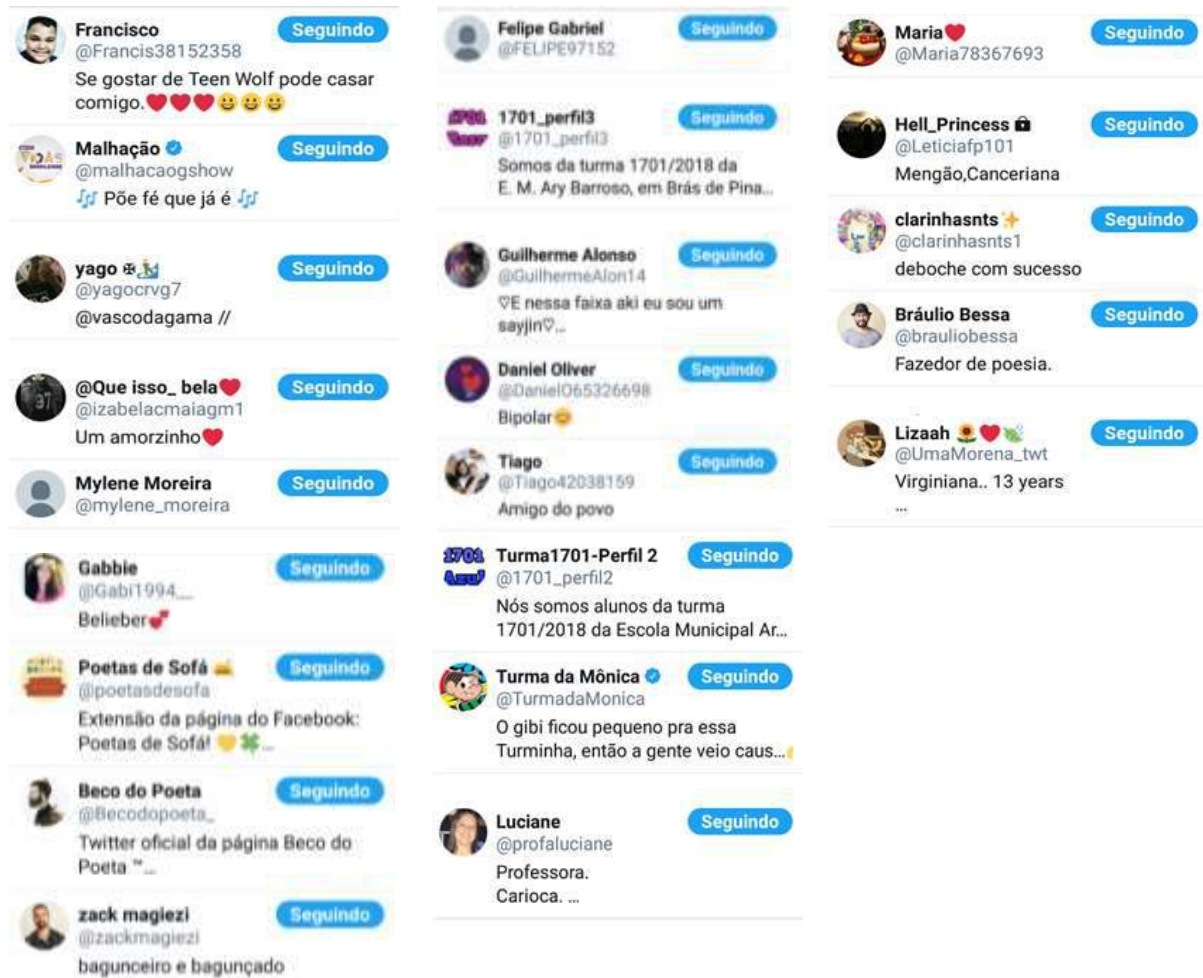 Francisco
Seguindo
@Francis38152358
Se gostar de Teen Wolf pode casar
comigo.❤️❤️❤️😀😀😀
Malhação
Seguindo
@malhacaogshow
🎶 Põe fé que já é 🎶
yago ✠🏄
Seguindo
@yagocrvg7
@vascodagama //
@Que isso_ bela❤️
Seguindo
@izabelacmaiagm1
Um amorzinho❤️
Mylene Moreira
Seguindo
@mylene_moreira
Gabbie
Seguindo
@Gabi1994__
Belieber💕
Poetas de Sofá 🛋️
Seguindo
@poetasdesofa
Extensão da página do Facebook:
Poetas de Sofá! 💛🍀...
Beco do Poeta
Seguindo
@Becodopoeta_
Twitter oficial da página Beco do
Poeta ™...
zack magiezi
Seguindo
@zackmagiezi
bagunceiro e bagunçado
Felipe Gabriel
Seguindo
@FELIPE97152
1701_perfil3
Seguindo
@1701_perfil3
Somos da turma 1701/2018 da
E. M. Ary Barroso, em Brás de Pina...
Guilherme Alonso
Seguindo
@GuilhermeAlon14
♡E nessa faixa aki eu sou um
sayjin♡...
Daniel Oliver
Seguindo
@DanielO65326698
Bipolar😊
Tiago
Seguindo
@Tiago42038159
Amigo do povo
1701
Azul
Turma1701-Perfil 2
Seguindo
@1701_perfil2
Nós somos alunos da turma
1701/2018 da Escola Municipal Ar...
Turma da Mônica
Seguindo
@TurmadaMonica
O gibi ficou pequeno pra essa
Turminha, então a gente veio caus...
Luciane
Seguindo
@profaluciane
Professora.
Carioca. ...
Maria❤️
Seguindo
@Maria78367693
Hell_Princess 🔒
Seguindo
@Leticiafp101
Mengão,Canceriana
clarinhasnts✨
Seguindo
@clarinhasnts1
deboche com sucesso
Bráulio Bessa
Seguindo
@brauliobessa
Fazedor de poesia.
Lizaah 🌻❤️🍃
Seguindo
@UmaMorena_twt
Virginiana.. 13 years
...